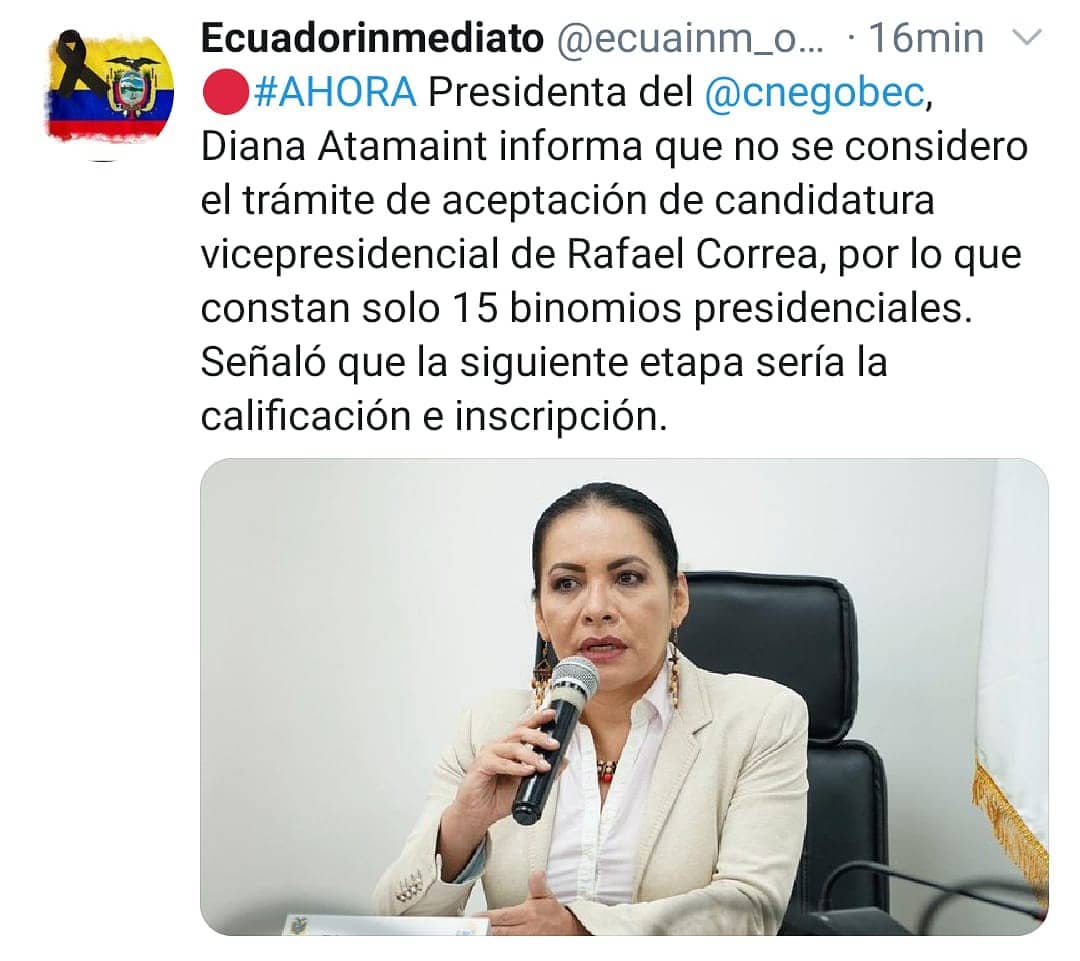 Ecuadorinmediato @ecuainm_o... · 16min
🔴#AHORA Presidenta del @cnegobec,
Diana Atamaint informa que no se considero
el trámite de aceptación de candidatura
vicepresidencial de Rafael Correa, por lo que
constan solo 15 binomios presidenciales.
Señaló que la siguiente etapa sería la
calificación e inscripción.